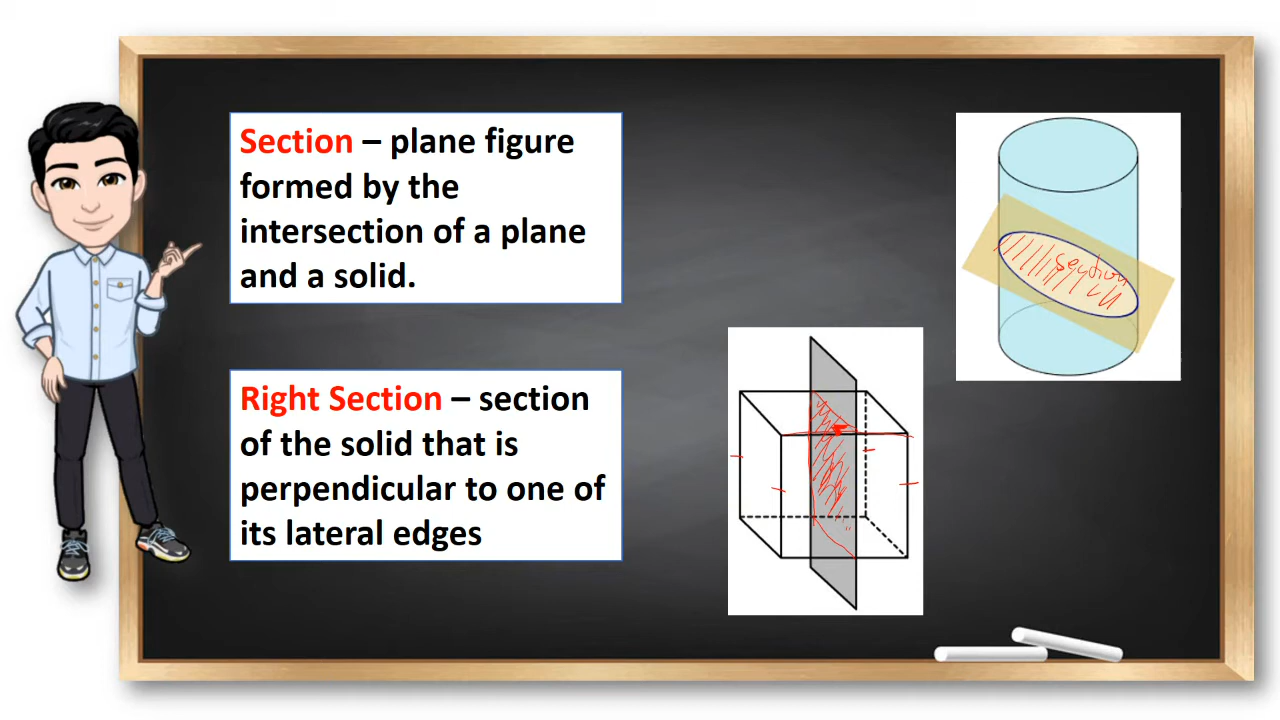 Section – plane figure
formed by the
intersection of a plane
and a solid.
Right Section – section
of the solid that is
perpendicular to one of
its lateral edges
section